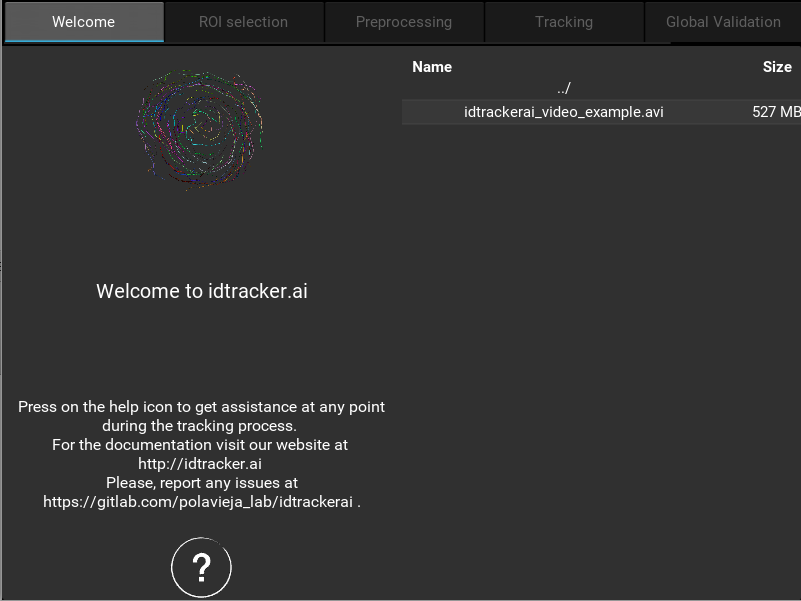 Welcome
ROI selection
Preprocessing
Tracking
Global Validation
Name
Size
../
idtrackerai_video_example.avi
527 MB
Welcome to idtracker.ai
Press on the help icon to get assistance at any point
during the tracking process.
For the documentation visit our website at
http://idtracker.ai
Please, report any issues at
https://gitlab.com/polavieja_lab/idtrackerai .
?